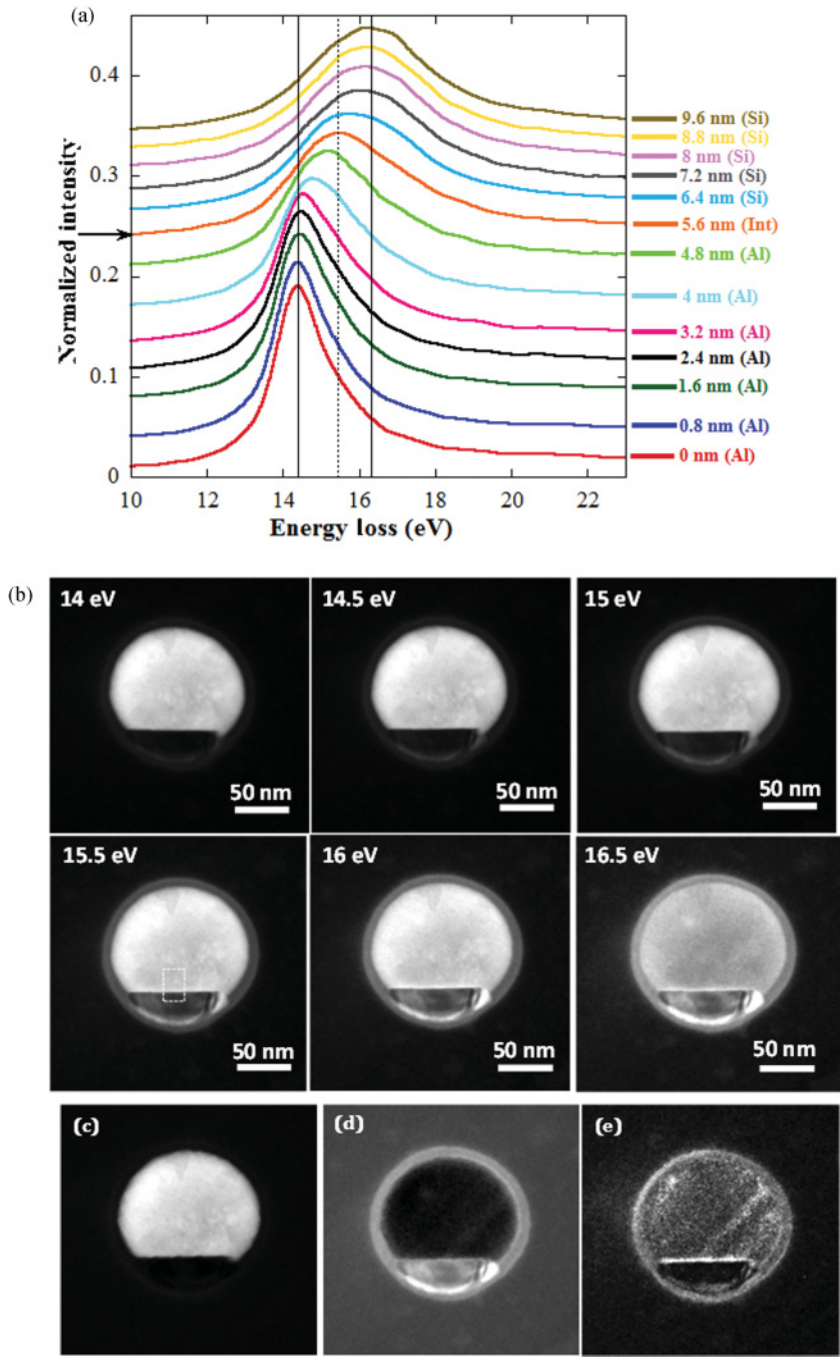 (a)
0.4
0.3
0.2
0.1
0
Normalized intensity
10 12 14 16 18 20 22
Energy loss (eV)
9.6 nm (Si)
8.8 nm (Si)
8 nm (Si)
7.2 nm (Si)
6.4 nm (Si)
5.6 nm (Int)
4.8 nm (Al)
4 nm (Al)
3.2 nm (Al)
2.4 nm (Al)
1.6 nm (Al)
0.8 nm (Al)
0 nm (Al)
(b)
14 eV 14.5 eV 15 eV
50 nm 50 nm 50 nm
15.5 eV 16 eV 16.5 eV
50 nm 50 nm 50 nm
(c) (d) (e)